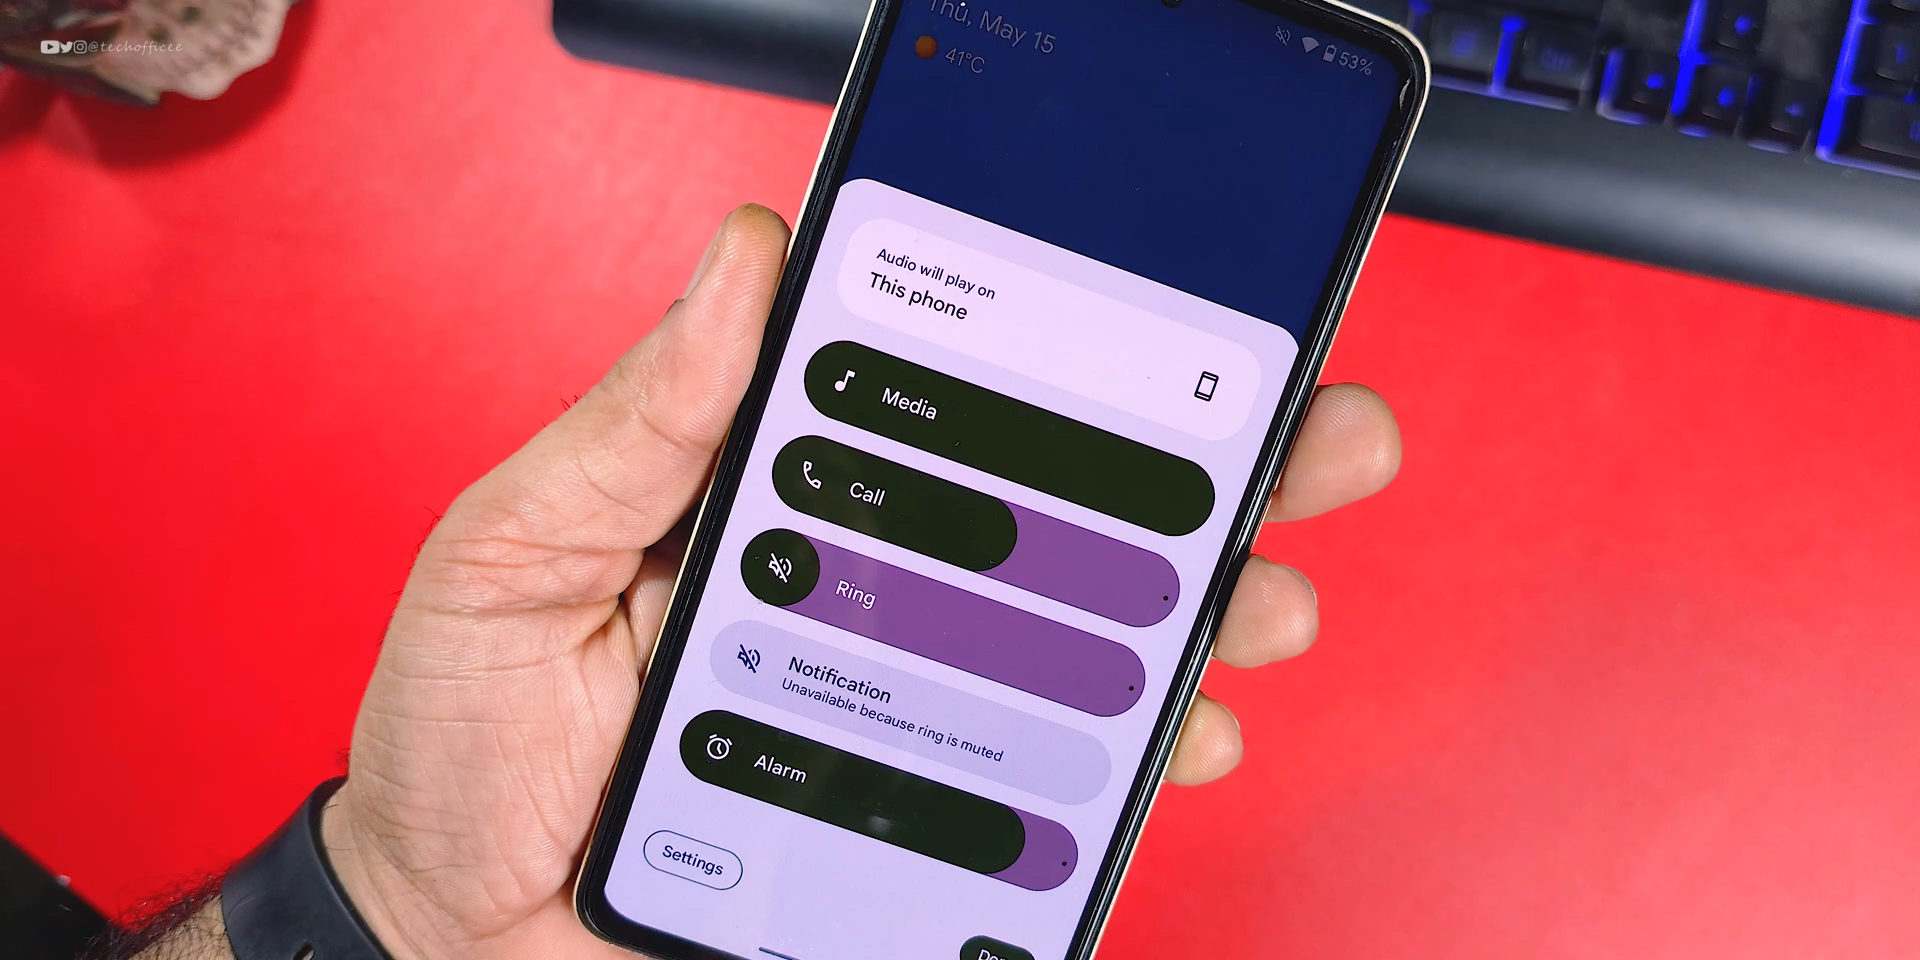 @techofficee
Thu, May 15
41°C
53%
Audio will play on
This phone
Media
Call
Ring
Notification
Unavailable because ring is muted
Alarm
Settings